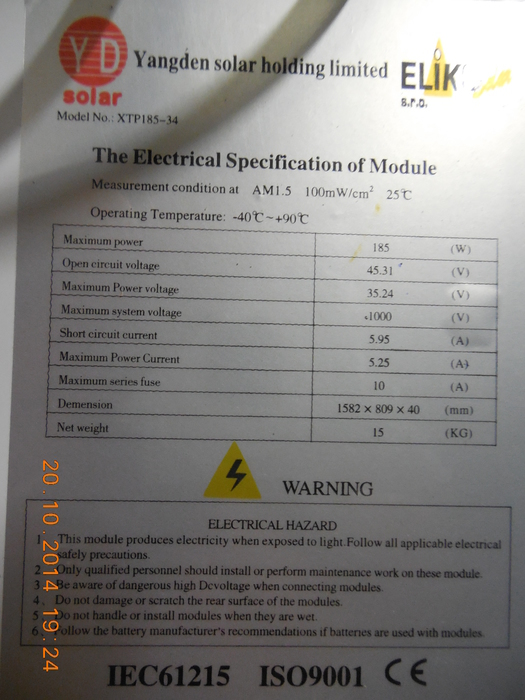 YD
solar
Yangden solar holding limited
ELIK
s.r.o.
Model No.: XTP185-34
The Electrical Specification of Module
Measurement condition at AM1.5 100mW/cm² 25℃
Operating Temperature: -40℃~+90℃
Maximum power 185 (W)
Open circuit voltage 45.31 (V)
Maximum Power voltage 35.24 (V)
Maximum system voltage 1000 (V)
Short circuit current 5.95 (A)
Maximum Power Current 5.25 (A)
Maximum series fuse 10 (A)
Demension 1582 × 809 × 40 (mm)
Net weight 15 (KG)
WARNING
ELECTRICAL HAZARD
1. This module produces electricity when exposed to light.Follow all applicable electrical
safely precautions.
2. Only qualified personnel should install or perform maintenance work on these module.
3. Be aware of dangerous high Dcvoltage when connecting modules.
4. Do not damage or scratch the rear surface of the modules.
5. Do not handle or install modules when they are wet.
6. Follow the battery manufacturer's recommendations if batteries are used with modules.
IEC61215 ISO9001 CE
20.10.2014 19:24